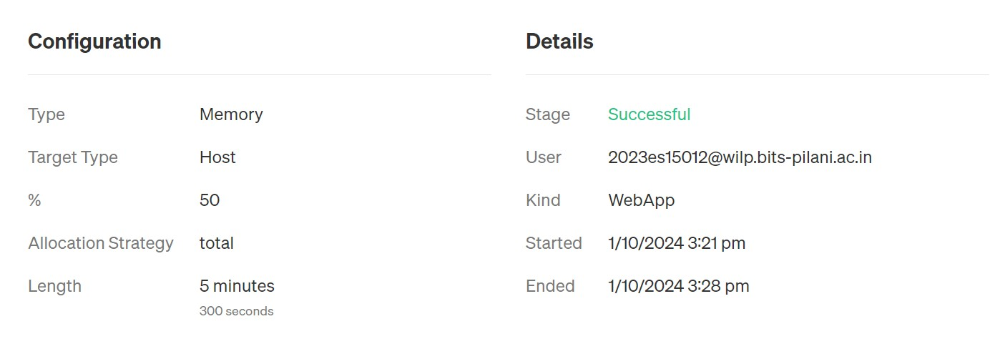 Configuration
Type Memory
Target Type Host
% 50
Allocation Strategy total
Length 5 minutes
300 seconds
Details
Stage Successful
User 2023es15012@wilp.bits-pilani.ac.in
Kind WebApp
Started 1/10/2024 3:21 pm
Ended 1/10/2024 3:28 pm